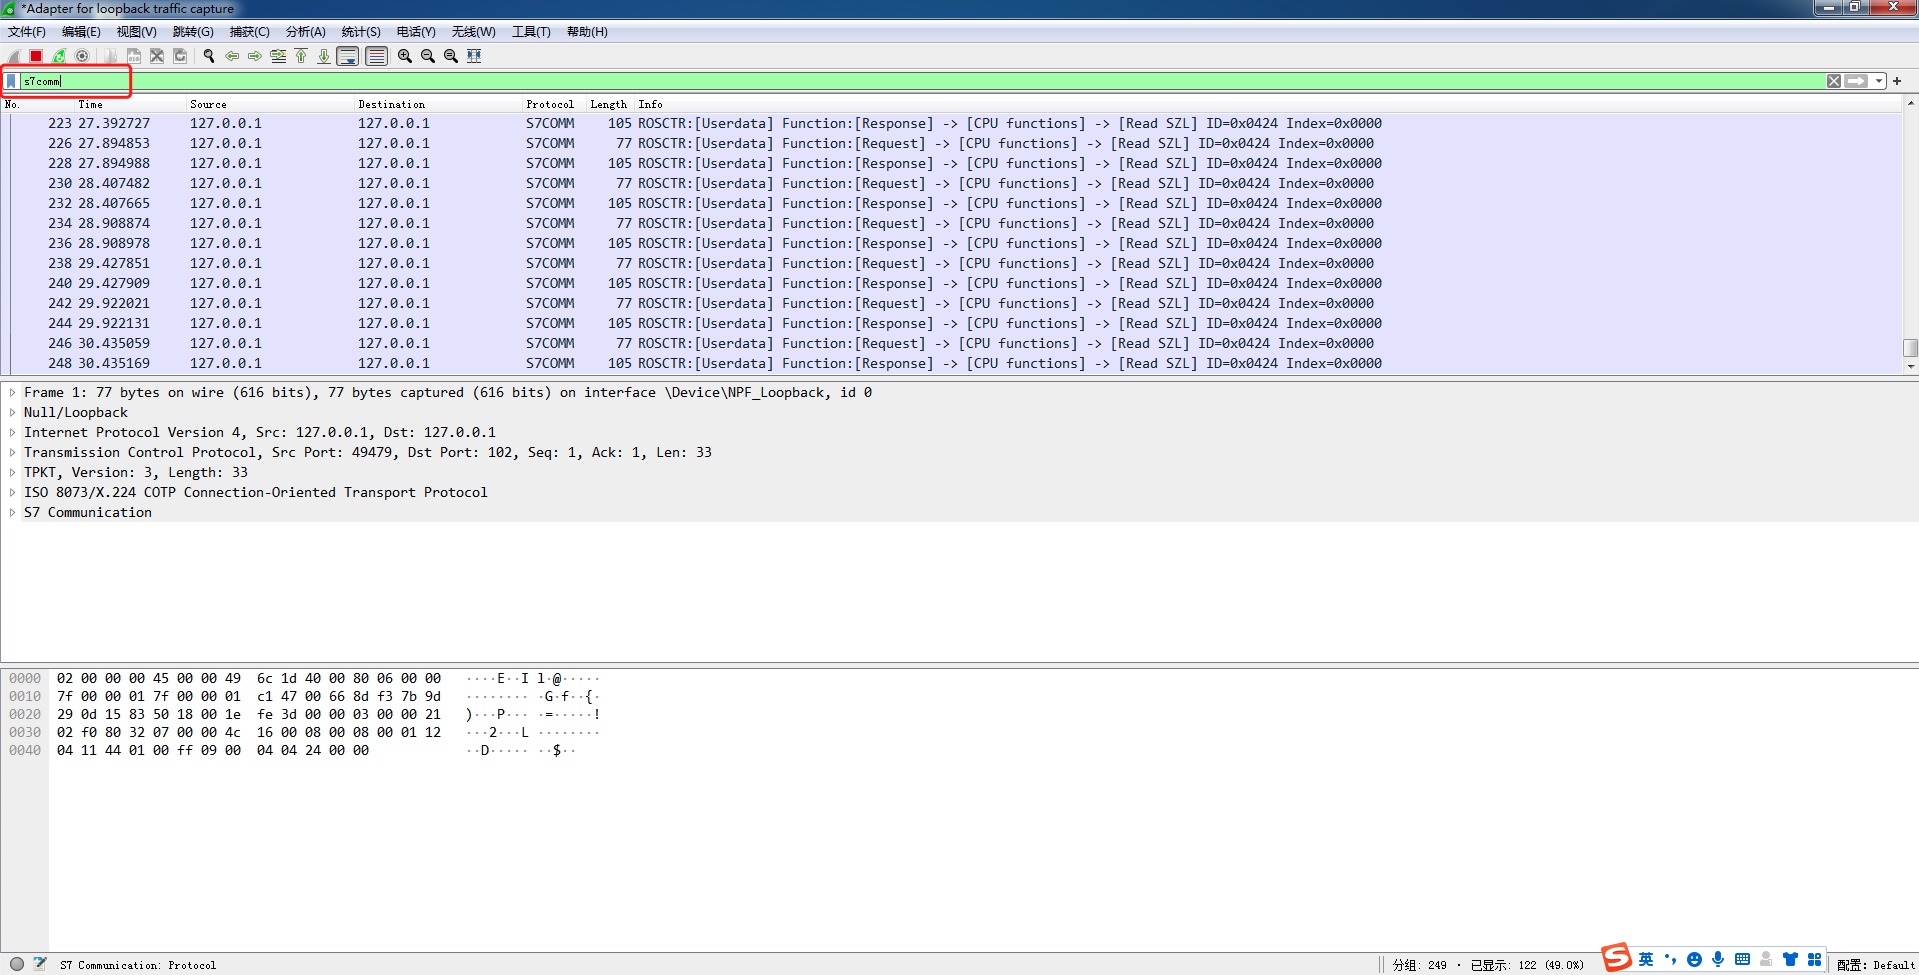 *Adapter for loopback traffic capture
文件(F) 编辑(E) 视图(V) 跳转(G) 捕获(C) 分析(A) 统计(S) 电话(Y) 无线(W) 工具(T) 帮助(H)
s7comm
No. Time Source Destination Protocol Length Info
223 27.392727 127.0.0.1 127.0.0.1 S7COMM 105 ROSCTR:[Userdata] Function:[Response] -> [CPU functions] -> [Read SZL] ID=0x0424 Index=0x0000
226 27.894853 127.0.0.1 127.0.0.1 S7COMM 77 ROSCTR:[Userdata] Function:[Request] -> [CPU functions] -> [Read SZL] ID=0x0424 Index=0x0000
228 27.894988 127.0.0.1 127.0.0.1 S7COMM 105 ROSCTR:[Userdata] Function:[Response] -> [CPU functions] -> [Read SZL] ID=0x0424 Index=0x0000
230 28.407482 127.0.0.1 127.0.0.1 S7COMM 77 ROSCTR:[Userdata] Function:[Request] -> [CPU functions] -> [Read SZL] ID=0x0424 Index=0x0000
232 28.407665 127.0.0.1 127.0.0.1 S7COMM 105 ROSCTR:[Userdata] Function:[Response] -> [CPU functions] -> [Read SZL] ID=0x0424 Index=0x0000
234 28.908874 127.0.0.1 127.0.0.1 S7COMM 77 ROSCTR:[Userdata] Function:[Request] -> [CPU functions] -> [Read SZL] ID=0x0424 Index=0x0000
236 28.908978 127.0.0.1 127.0.0.1 S7COMM 105 ROSCTR:[Userdata] Function:[Response] -> [CPU functions] -> [Read SZL] ID=0x0424 Index=0x0000
238 29.427851 127.0.0.1 127.0.0.1 S7COMM 77 ROSCTR:[Userdata] Function:[Request] -> [CPU functions] -> [Read SZL] ID=0x0424 Index=0x0000
240 29.427909 127.0.0.1 127.0.0.1 S7COMM 105 ROSCTR:[Userdata] Function:[Response] -> [CPU functions] -> [Read SZL] ID=0x0424 Index=0x0000
242 29.922021 127.0.0.1 127.0.0.1 S7COMM 77 ROSCTR:[Userdata] Function:[Request] -> [CPU functions] -> [Read SZL] ID=0x0424 Index=0x0000
244 29.922131 127.0.0.1 127.0.0.1 S7COMM 105 ROSCTR:[Userdata] Function:[Response] -> [CPU functions] -> [Read SZL] ID=0x0424 Index=0x0000
246 30.435059 127.0.0.1 127.0.0.1 S7COMM 77 ROSCTR:[Userdata] Function:[Request] -> [CPU functions] -> [Read SZL] ID=0x0424 Index=0x0000
248 30.435169 127.0.0.1 127.0.0.1 S7COMM 105 ROSCTR:[Userdata] Function:[Response] -> [CPU functions] -> [Read SZL] ID=0x0424 Index=0x0000
Frame 1: 77 bytes on wire (616 bits), 77 bytes captured (616 bits) on interface \Device\NPF_Loopback, id 0
Null/Loopback
Internet Protocol Version 4, Src: 127.0.0.1, Dst: 127.0.0.1
Transmission Control Protocol, Src Port: 49479, Dst Port: 102, Seq: 1, Ack: 1, Len: 33
TPKT, Version: 3, Length: 33
ISO 8073/X.224 COTP Connection-Oriented Transport Protocol
S7 Communication
0000 02 00 00 00 45 00 00 49 6c 1d 40 00 80 06 00 00 ····E··I l·@·····
0010 7f 00 00 01 7f 00 00 01 c1 47 00 66 8d f3 7b 9d ········ ·G·f··{·
0020 29 0d 15 83 50 18 00 1e fe 3d 00 00 03 00 00 21 )···P··· ·=·····!
0030 02 f0 80 32 07 00 00 4c 16 00 08 00 08 00 01 12 ···2···L ········
0040 04 11 44 01 00 ff 09 00 04 04 24 00 00 ··D····· ··$··
S7 Communication: Protocol 分组: 249 · 已显示: 122 (49.0%) S 英 配置: Default